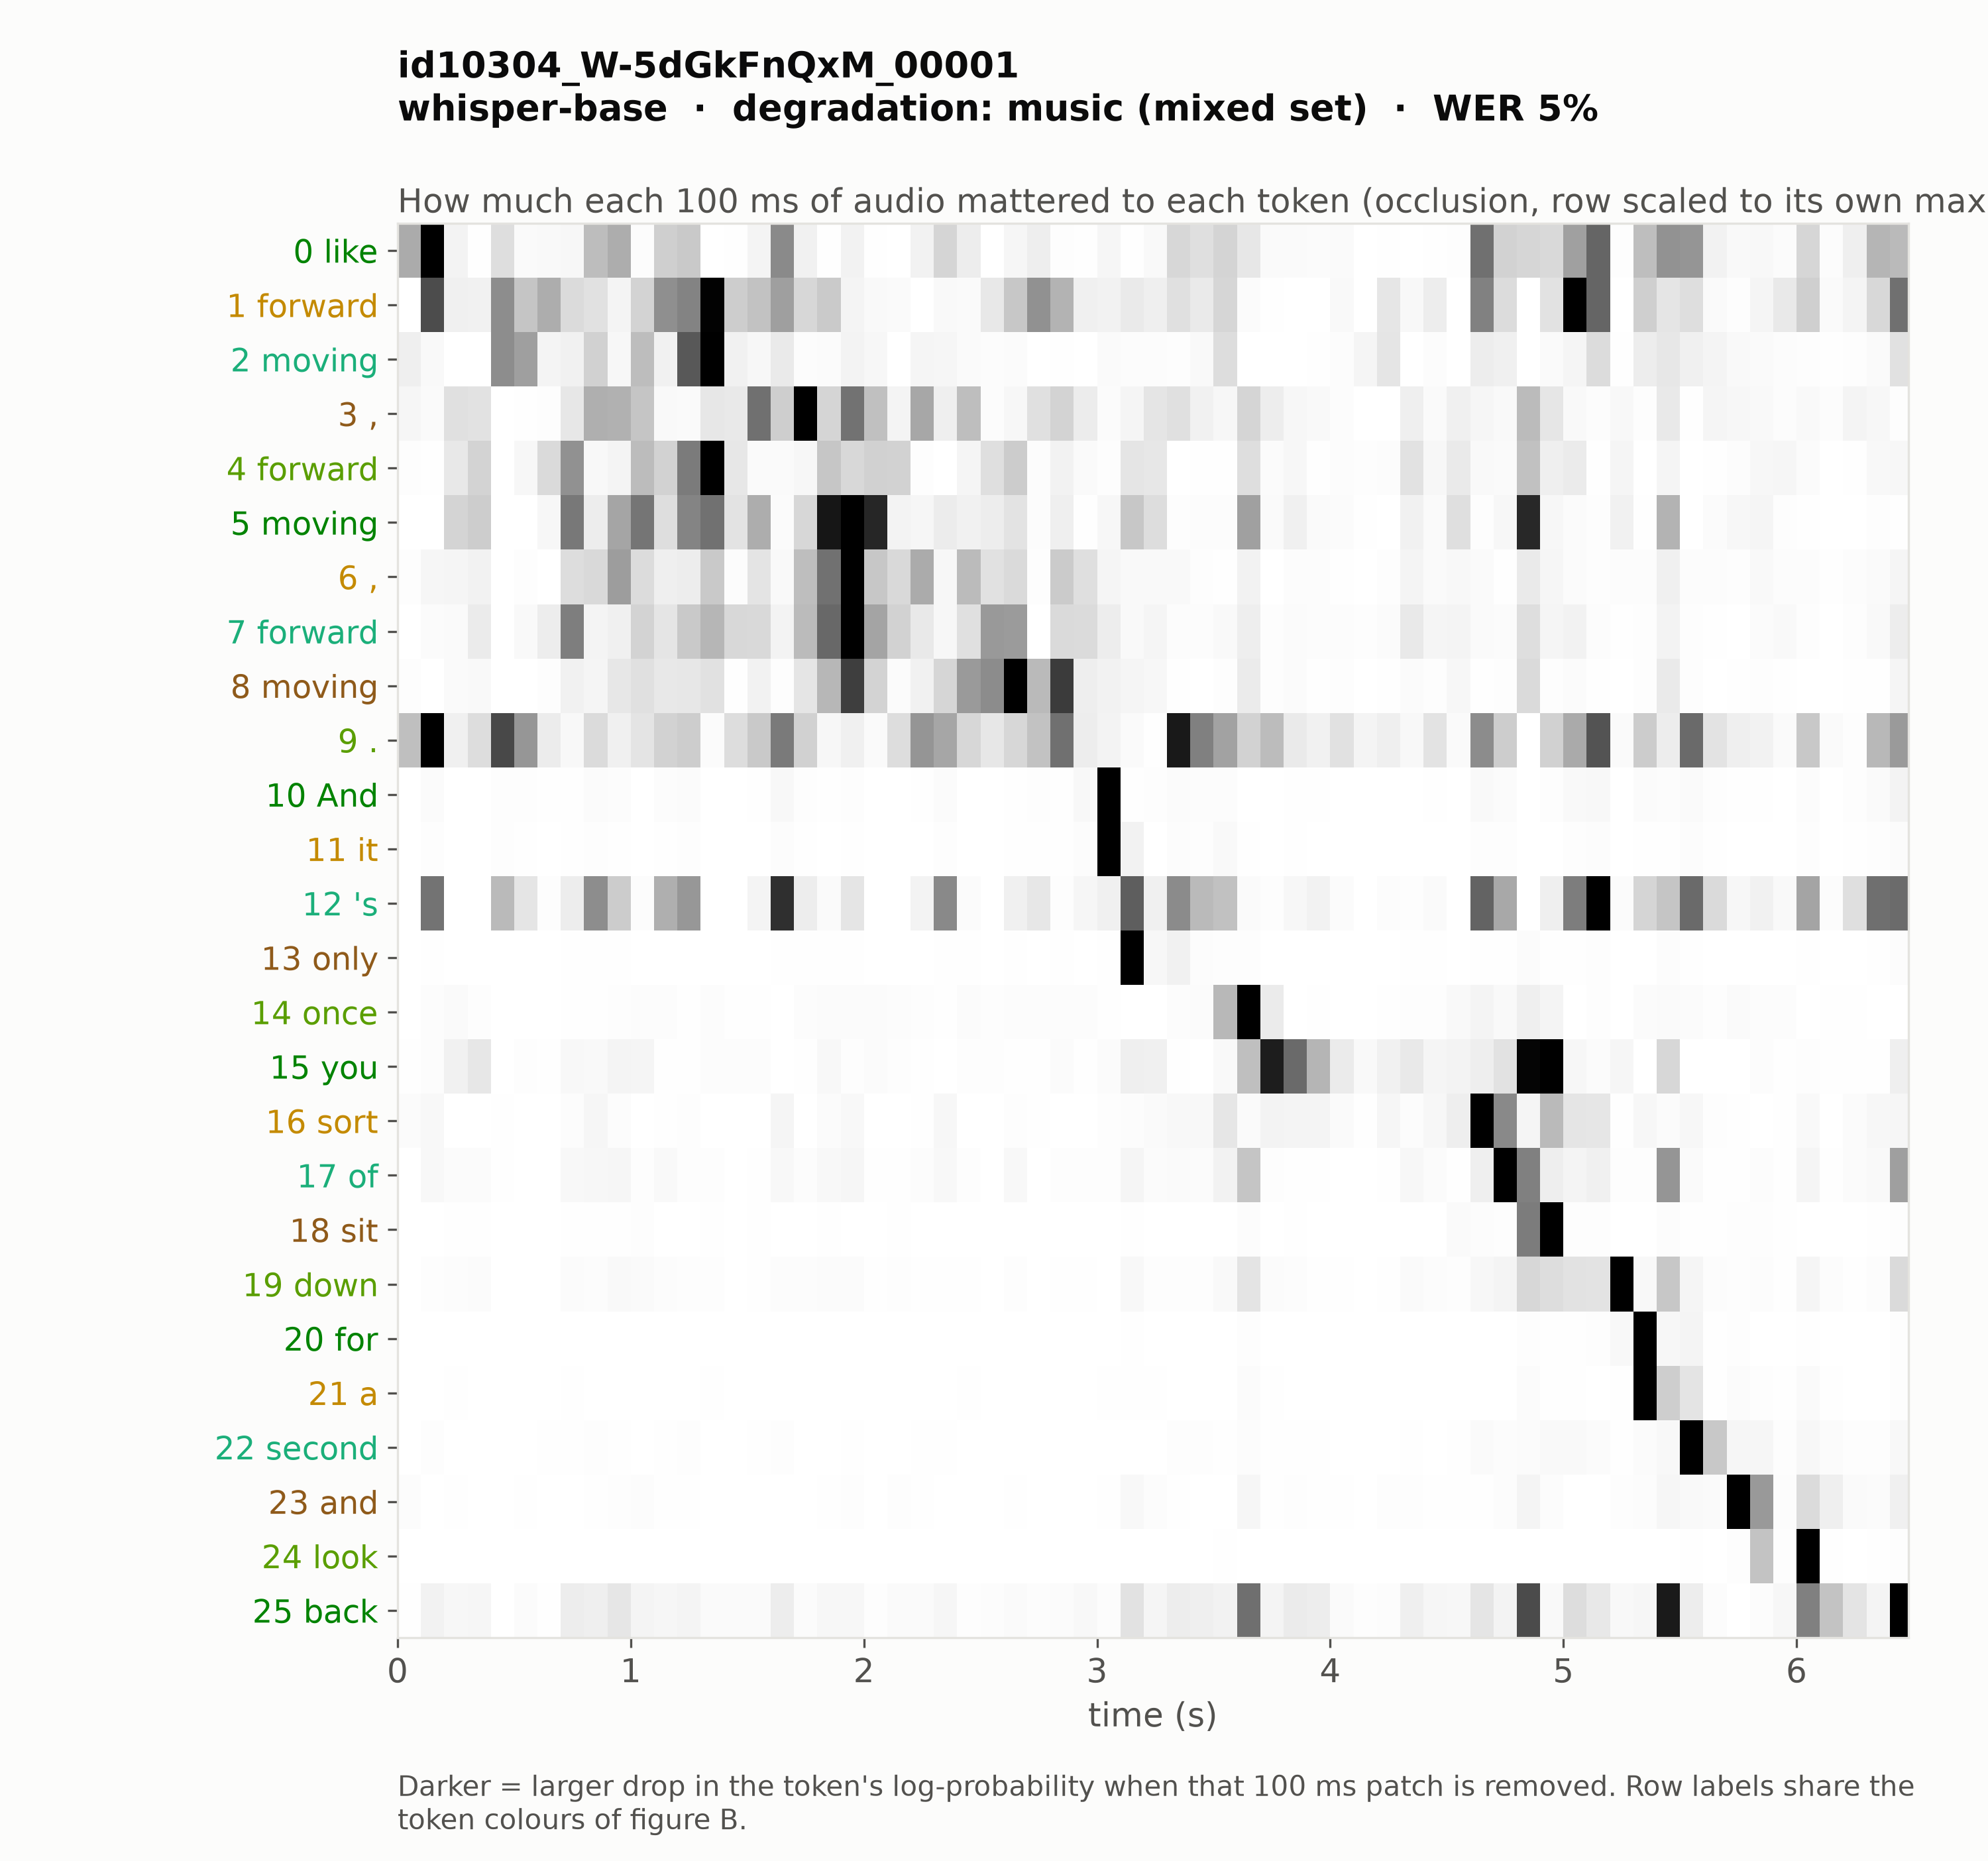 id10304_W-5dGkFnQxM_00001
whisper-base · degradation: music (mixed set) · WER 5%
How much each 100 ms of audio mattered to each token (occlusion, row scaled to its own max
0 like
1 forward
2 moving
3 ,
4 forward
5 moving
6 ,
7 forward
8 moving
9 .
10 And
11 it
12 's
13 only
14 once
15 you
16 sort
17 of
18 sit
19 down
20 for
21 a
22 second
23 and
24 look
25 back
0 1 2 3 4 5 6
time (s)
Darker = larger drop in the token's log-probability when that 100 ms patch is removed. Row labels share the
token colours of figure B.